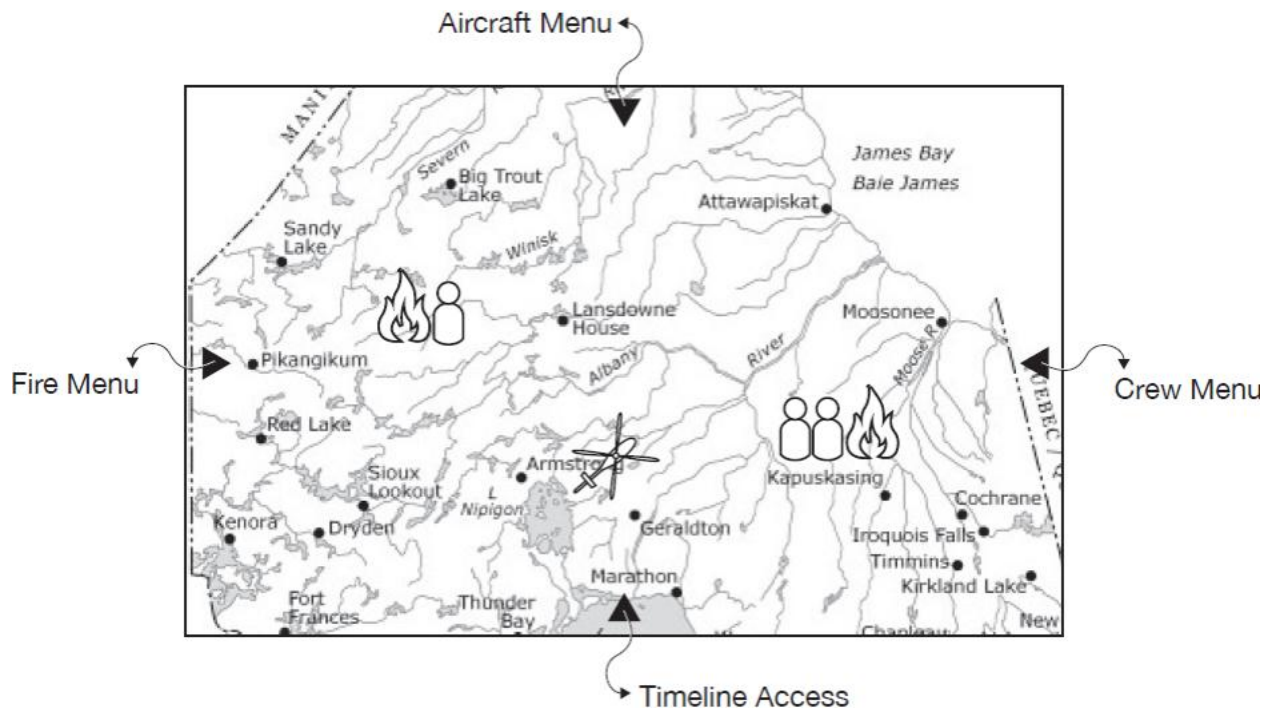 Aircraft Menu
MANI
James Bay
Baie James
Severn
Big Trout
Lake
Attawapiskat
Sandy
Lake
Winisk
Lansdowne
House
Moosonee
Pikangikum
Albany
River
Moose R.
Fire Menu
Crew Menu
Red Lake
Sioux
Lookout
L
Nipigon
Kapuskasing
Cochrane
Kenora
Dryden
Geraldton
Iroquois Falls
Timmins
Kirkland Lake
Marathon
Fort
Frances
Thunder
Bay
New
Timeline Access